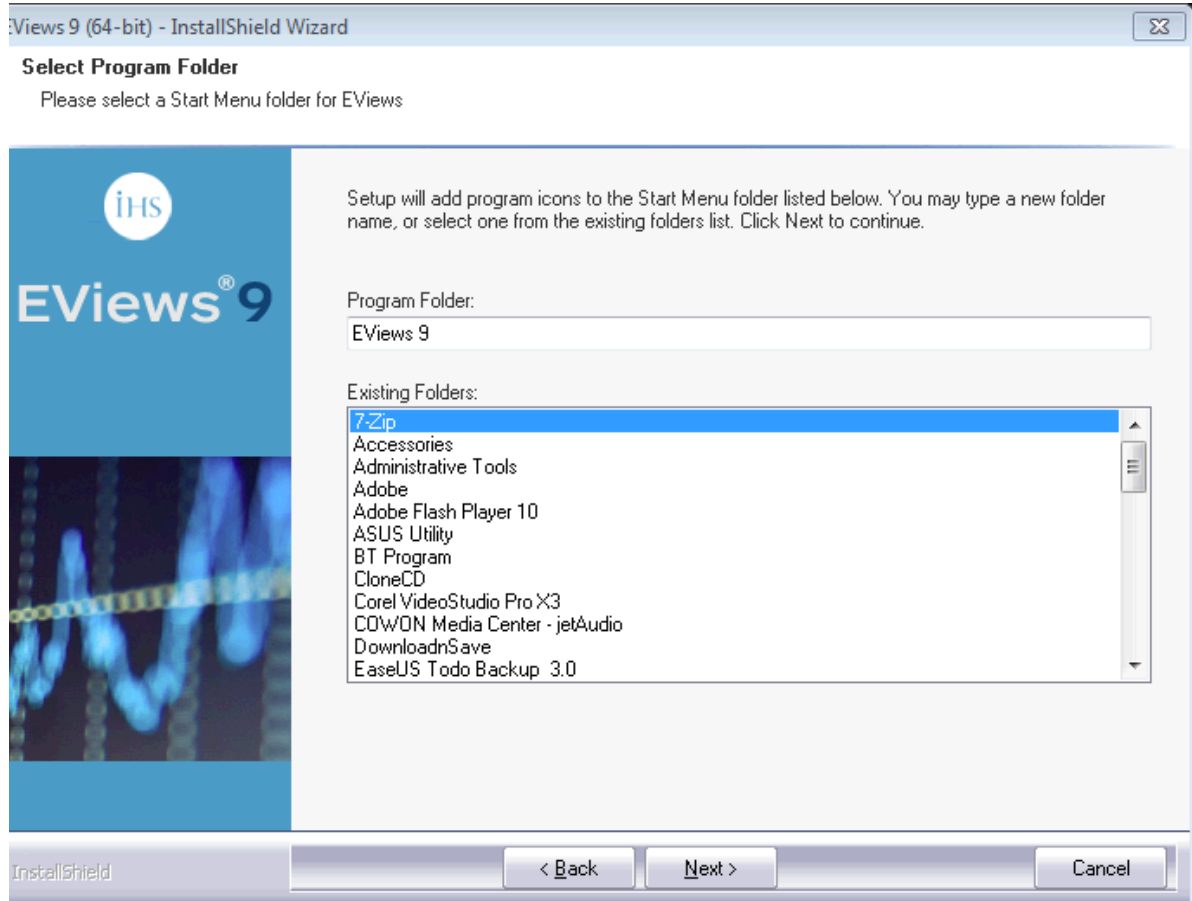 EViews 9 (64-bit) - InstallShield Wizard
Select Program Folder
Please select a Start Menu folder for EViews
iHS
EViews®9
Setup will add program icons to the Start Menu folder listed below. You may type a new folder
name, or select one from the existing folders list. Click Next to continue.
Program Folder:
EViews 9
Existing Folders:
7-Zip
Accessories
Administrative Tools
Adobe
Adobe Flash Player 10
ASUS Utility
BT Program
CloneCD
Corel VideoStudio Pro X3
COWON Media Center - jetAudio
DownloadnSave
EaseUS Todo Backup 3.0
InstallShield
< Back
Next >
Cancel